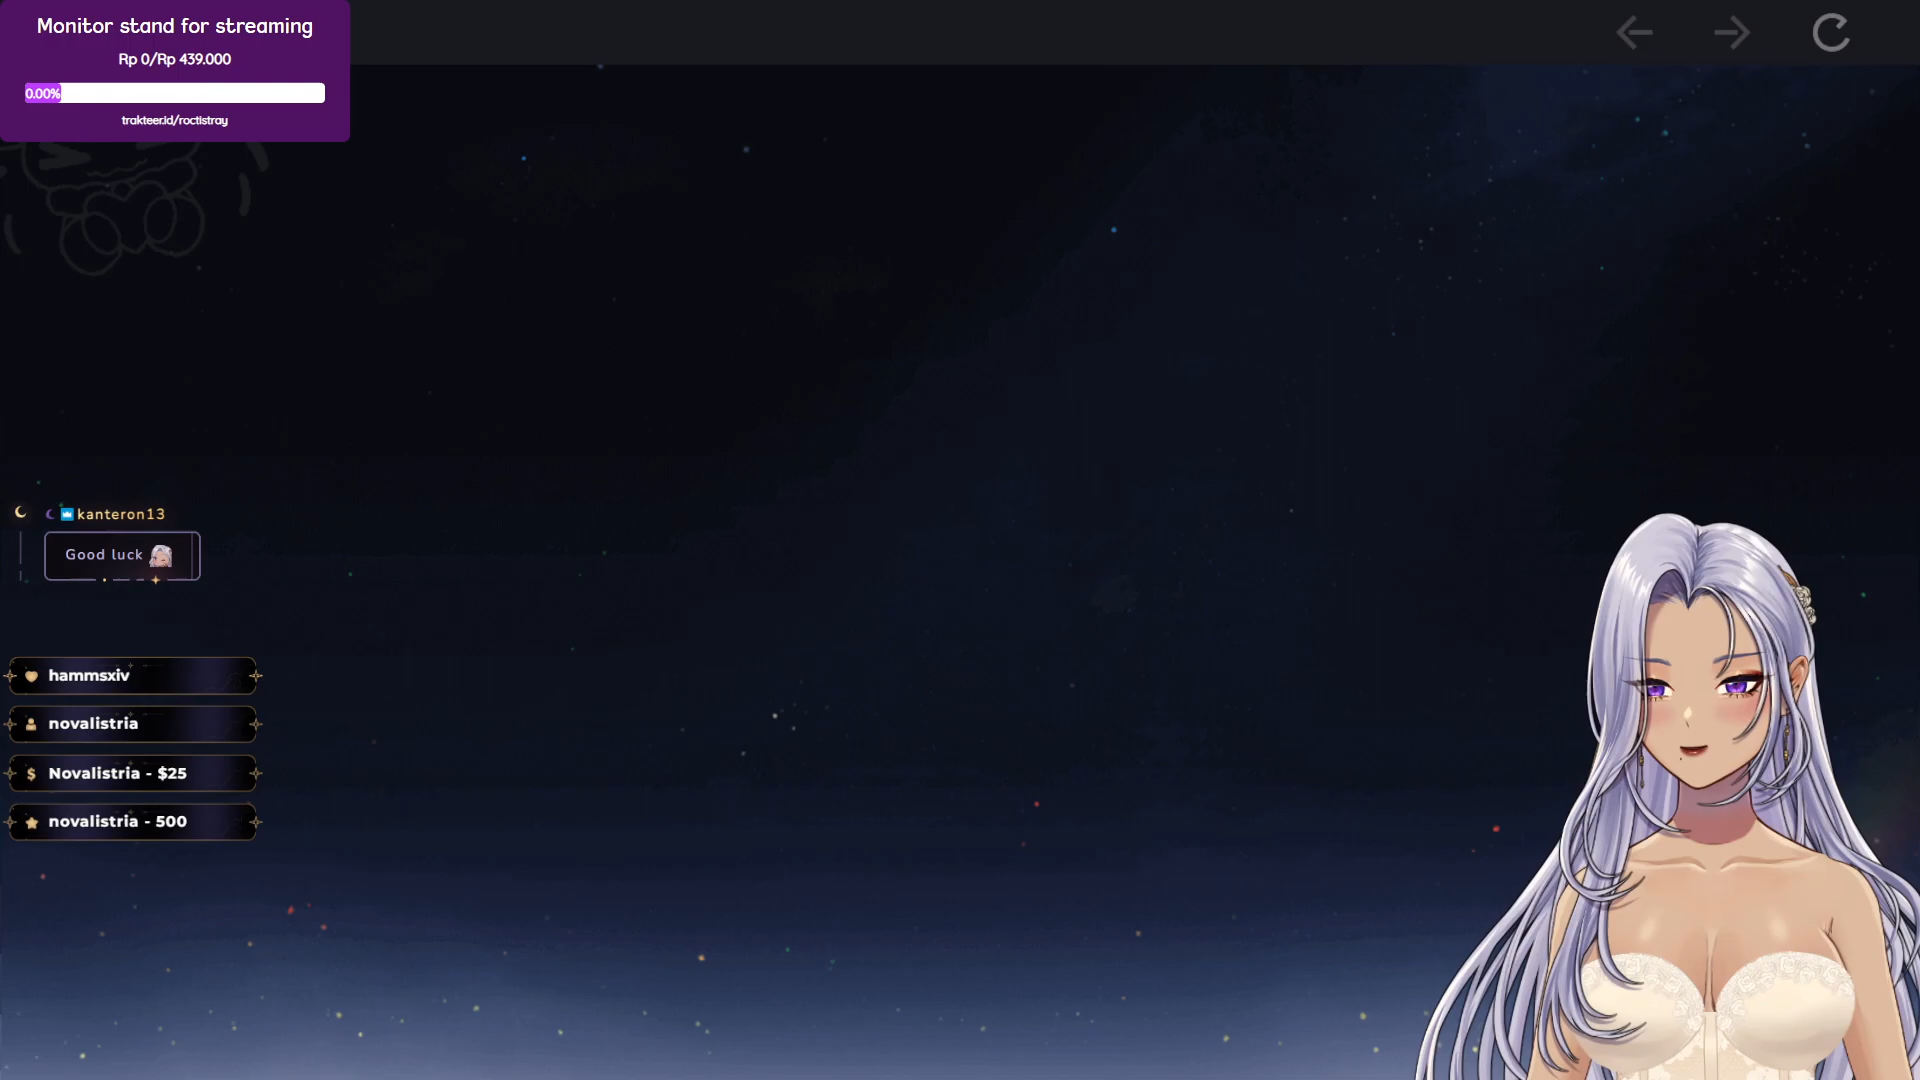 Monitor stand for streaming
Rp 0/Rp 439.000
0.00%
trakteer.id/roctistray
kanteron13
Good luck
hammsxiv
novalistria
Novalistria - $25
novalistria - 500